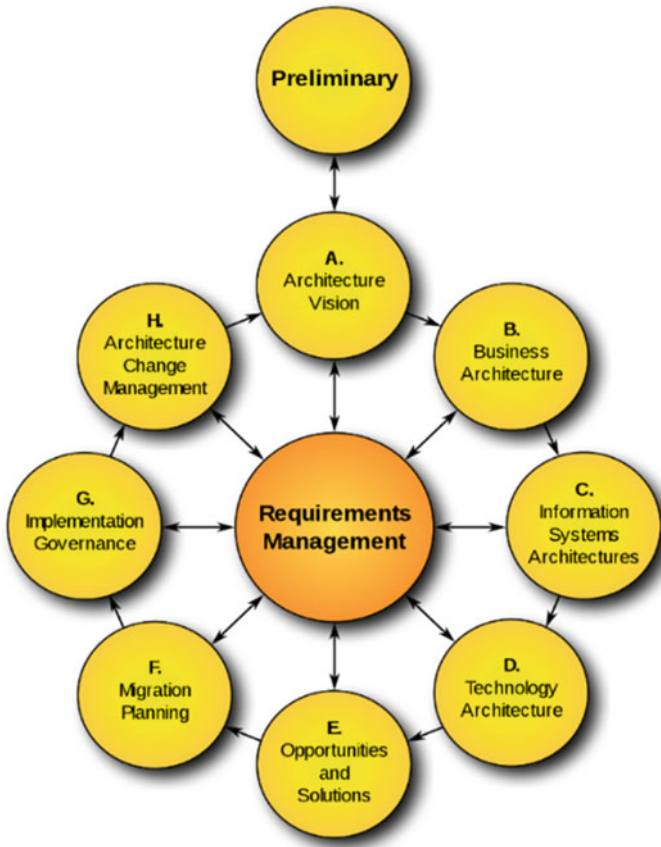 Preliminary
A.
Architecture
Vision
B.
Business
Architecture
C.
Information
Systems
Architectures
D.
Technology
Architecture
E.
Opportunities
and
Solutions
F.
Migration
Planning
G.
Implementation
Governance
H.
Architecture
Change
Management
Requirements
Management